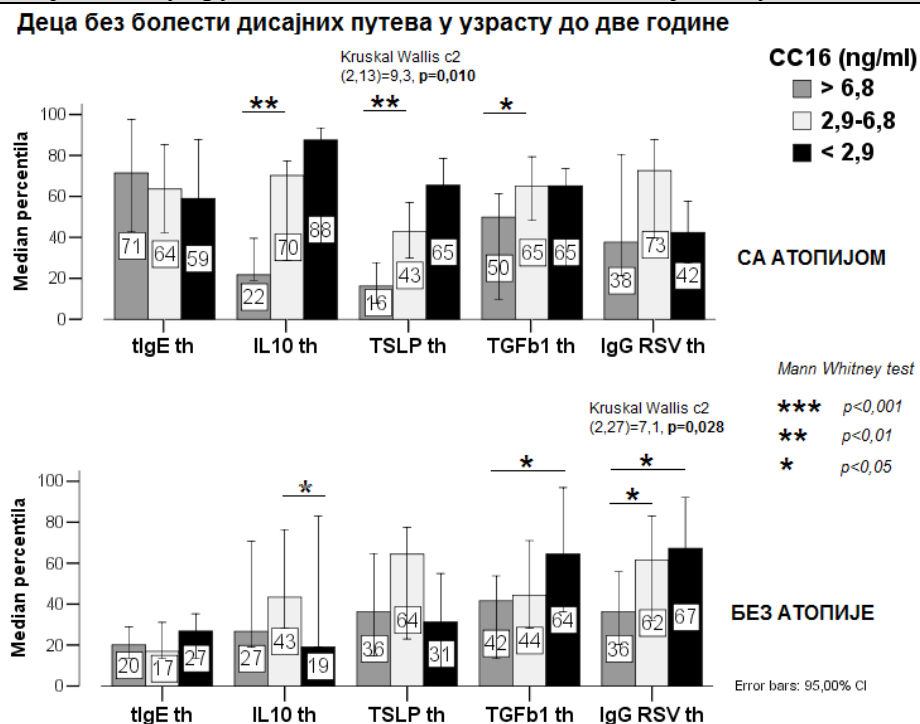 Деца без болести дисајних путева у узрасту до две године
Kruskal Wallis c2
(2,13)=9,3, p=0,010
CC16 (ng/ml)
> 6,8
2,9-6,8
< 2,9
** ** *
Median percentila
100
80
60
40
20
0
71 64 59 22 70 88 16 43 65 50 65 65 38 73 42
tIgE th IL10 th TSLP th TGFb1 th IgG RSV th
СА АТОПИЈОМ
Mann Whitney test
*** p<0,001
** p<0,01
* p<0,05
Kruskal Wallis c2
(2,27)=7,1, p=0,028
* * * *
Median percentila
100
80
60
40
20
0
20 17 27 27 43 19 36 64 31 42 44 64 36 62 67
tIgE th IL10 th TSLP th TGFb1 th IgG RSV th
БЕЗ АТОПИЈЕ
Error bars: 95,00% CI